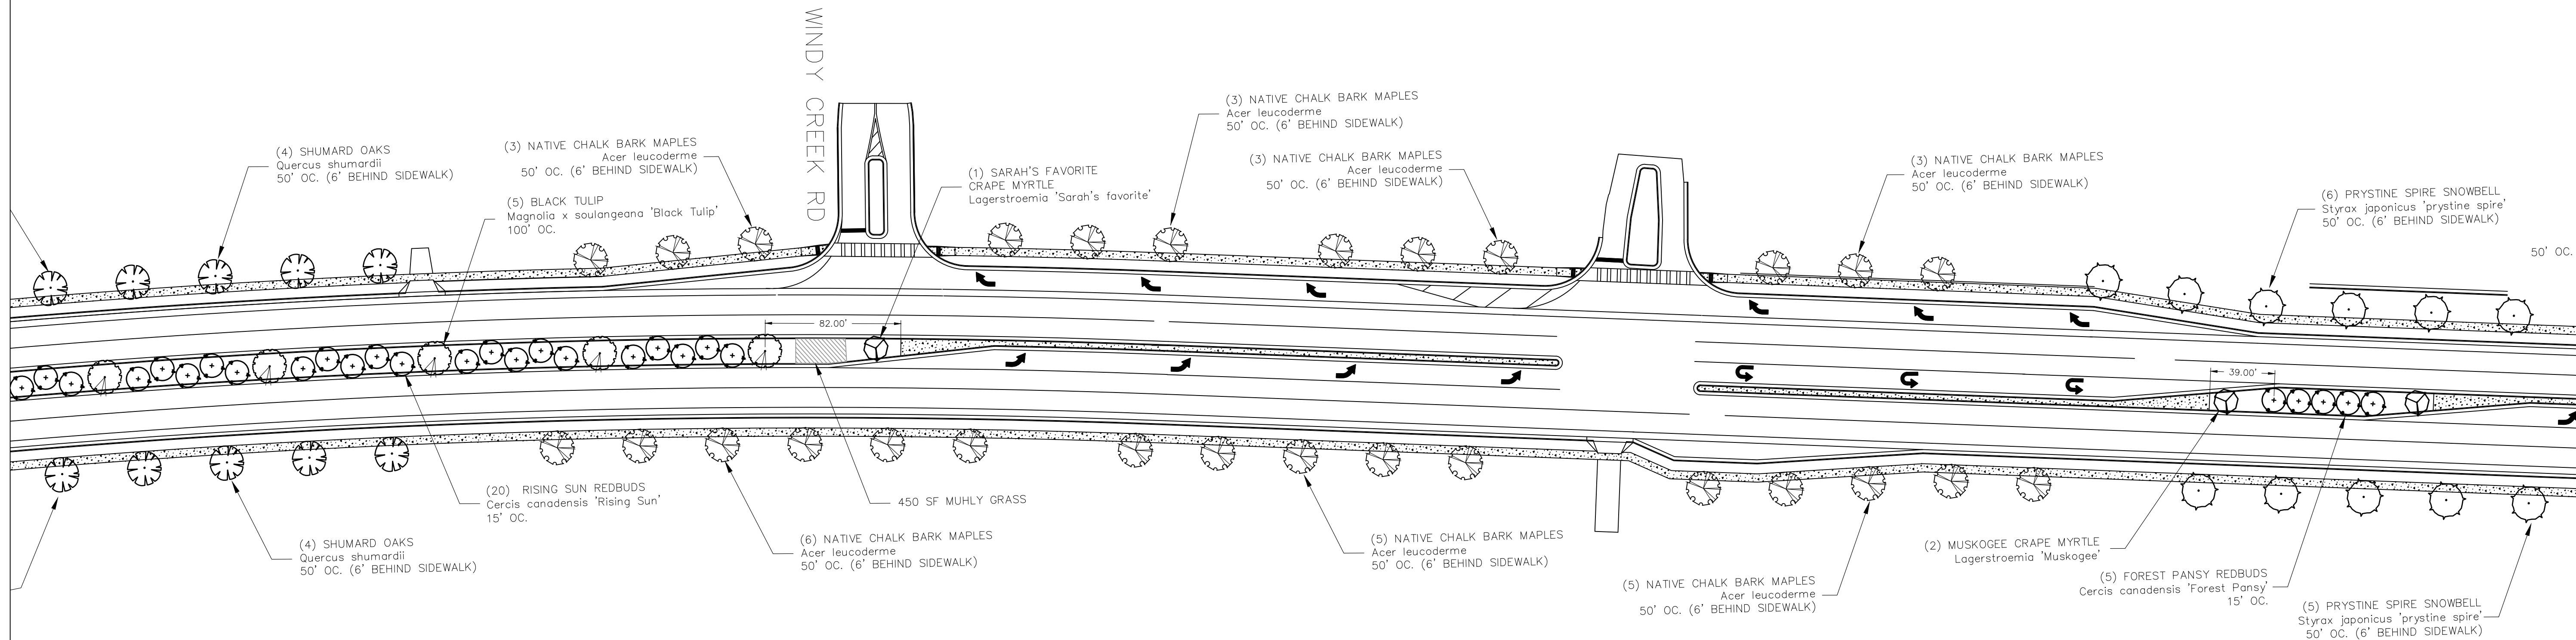 WINDY CREEK RD
(4) SHUMARD OAKS
Quercus shumardii
50' OC. (6' BEHIND SIDEWALK)
(3) NATIVE CHALK BARK MAPLES
Acer leucoderme
50' OC. (6' BEHIND SIDEWALK)
(5) BLACK TULIP
Magnolia x soulangeana 'Black Tulip'
100' OC.
(1) SARAH'S FAVORITE
CRAPE MYRTLE
Lagerstroemia 'Sarah's favorite'
(3) NATIVE CHALK BARK MAPLES
Acer leucoderme
50' OC. (6' BEHIND SIDEWALK)
(3) NATIVE CHALK BARK MAPLES
Acer leucoderme
50' OC. (6' BEHIND SIDEWALK)
(3) NATIVE CHALK BARK MAPLES
Acer leucoderme
50' OC. (6' BEHIND SIDEWALK)
(6) PRYSTINE SPIRE SNOWBELL
Styrax japonicus 'prystine spire'
50' OC. (6' BEHIND SIDEWALK)
50' OC.
82.00'
39.00'
(20) RISING SUN REDBUDS
Cercis canadensis 'Rising Sun'
15' OC.
450 SF MUHLY GRASS
(4) SHUMARD OAKS
Quercus shumardii
50' OC. (6' BEHIND SIDEWALK)
(6) NATIVE CHALK BARK MAPLES
Acer leucoderme
50' OC. (6' BEHIND SIDEWALK)
(5) NATIVE CHALK BARK MAPLES
Acer leucoderme
50' OC. (6' BEHIND SIDEWALK)
(5) NATIVE CHALK BARK MAPLES
Acer leucoderme
50' OC. (6' BEHIND SIDEWALK)
(2) MUSKOGEE CRAPE MYRTLE
Lagerstroemia 'Muskogee'
(5) FOREST PANSY REDBUDS
Cercis canadensis 'Forest Pansy'
15' OC.
(5) PRYSTINE SPIRE SNOWBELL
Styrax japonicus 'prystine spire'
50' OC. (6' BEHIND SIDEWALK)